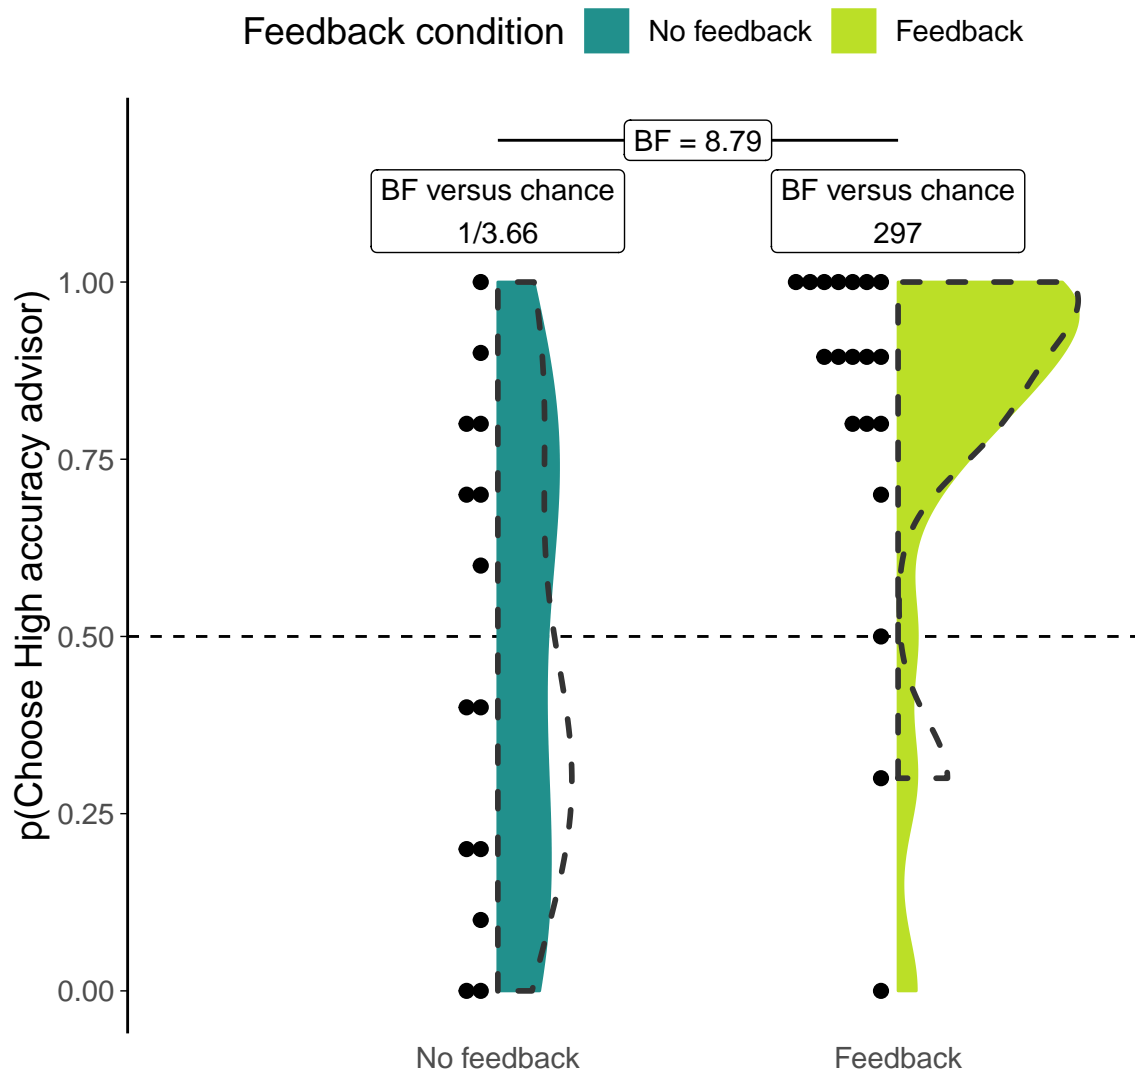 Feedback condition No feedback Feedback
BF = 8.79
BF versus chance
1/3.66
BF versus chance
297
p(Choose High accuracy advisor)
1.00
0.75
0.50
0.25
0.00
No feedback
Feedback